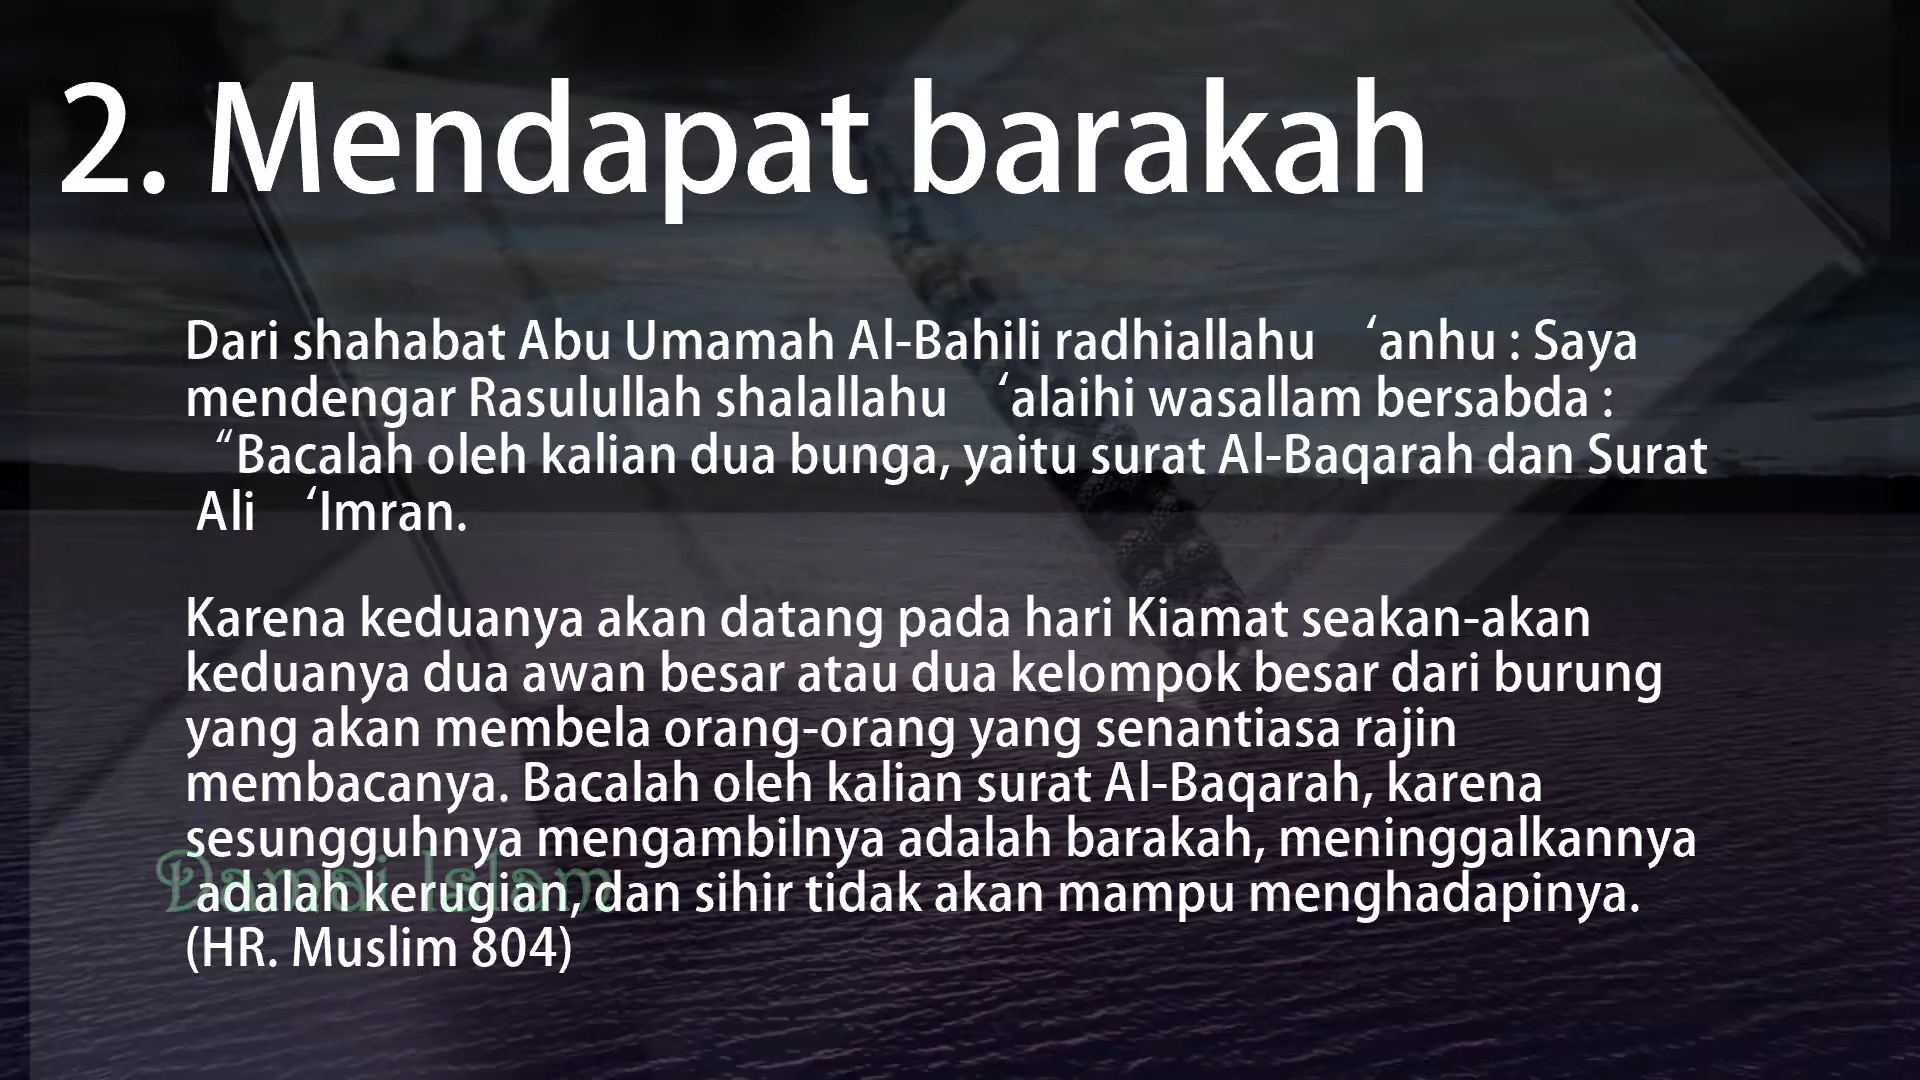 2. Mendapat barakah
Dari shahabat Abu Umamah Al-Bahili radhiallahu ‘anhu : Saya
mendengar Rasulullah shalallahu ‘alaihi wasallam bersabda :
“Bacalah oleh kalian dua bunga, yaitu surat Al-Baqarah dan Surat
Ali ‘Imran.
Karena keduanya akan datang pada hari Kiamat seakan-akan
keduanya dua awan besar atau dua kelompok besar dari burung
yang akan membela orang-orang yang senantiasa rajin
membacanya. Bacalah oleh kalian surat Al-Baqarah, karena
sesungguhnya mengambilnya adalah barakah, meninggalkannya
adalah kerugian, dan sihir tidak akan mampu menghadapinya.
(HR. Muslim 804)
Damai Islam